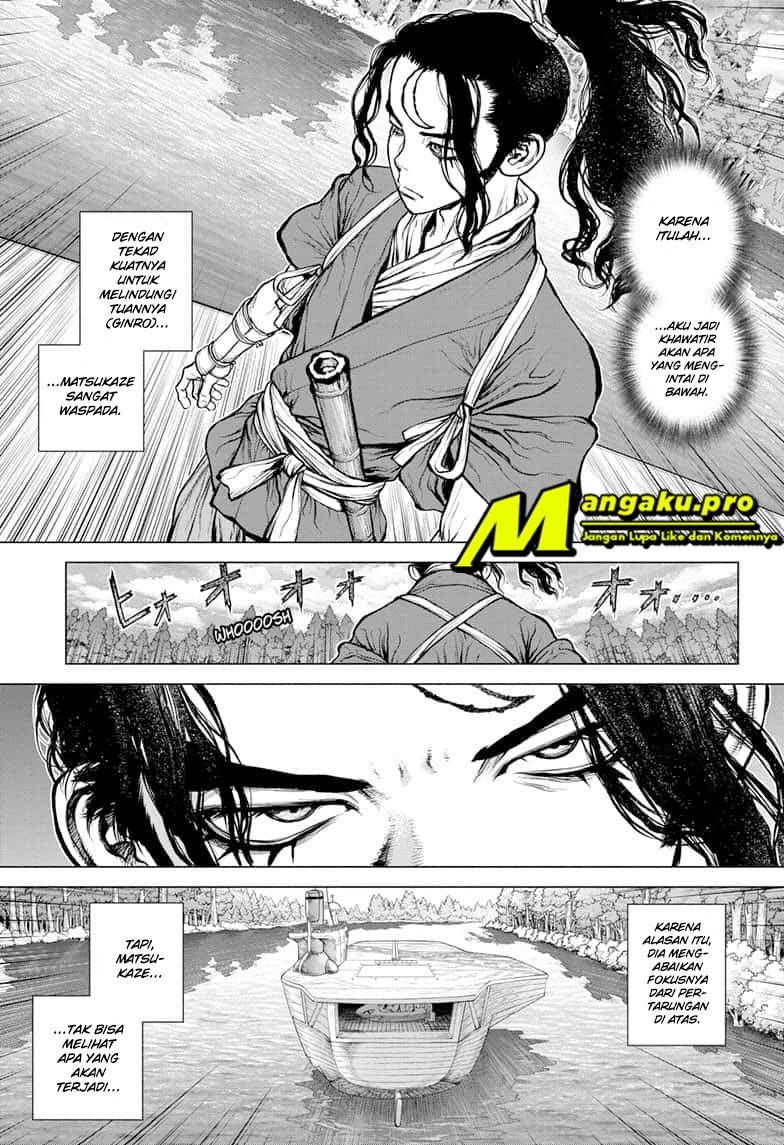 KARENA
ITULAH...
...AKU JADI
KHAWATIR
AKAN APA
YANG MENG-
INTAI DI
BAWAH.
DENGAN
TEKAD
KUATNYA
UNTUK
MELINDUNGI
TUANNYA
(GINRO)...
...MATSUKAZE
SANGAT
WASPADA.
Mangaku.pro
Jangan Lupa Like dan Komennya
ヒュオオオ
オオ
WHOOOOSH
KARENA
ALASAN ITU,
DIA MENG-
ABAIKAN
FOKUSNYA
DARI PER-
TARUNGAN
DI ATAS.
TAPI,
MATSU-
KAZE...
...TAK BISA
MELIHAT
APA YANG
AKAN
TERJADI...